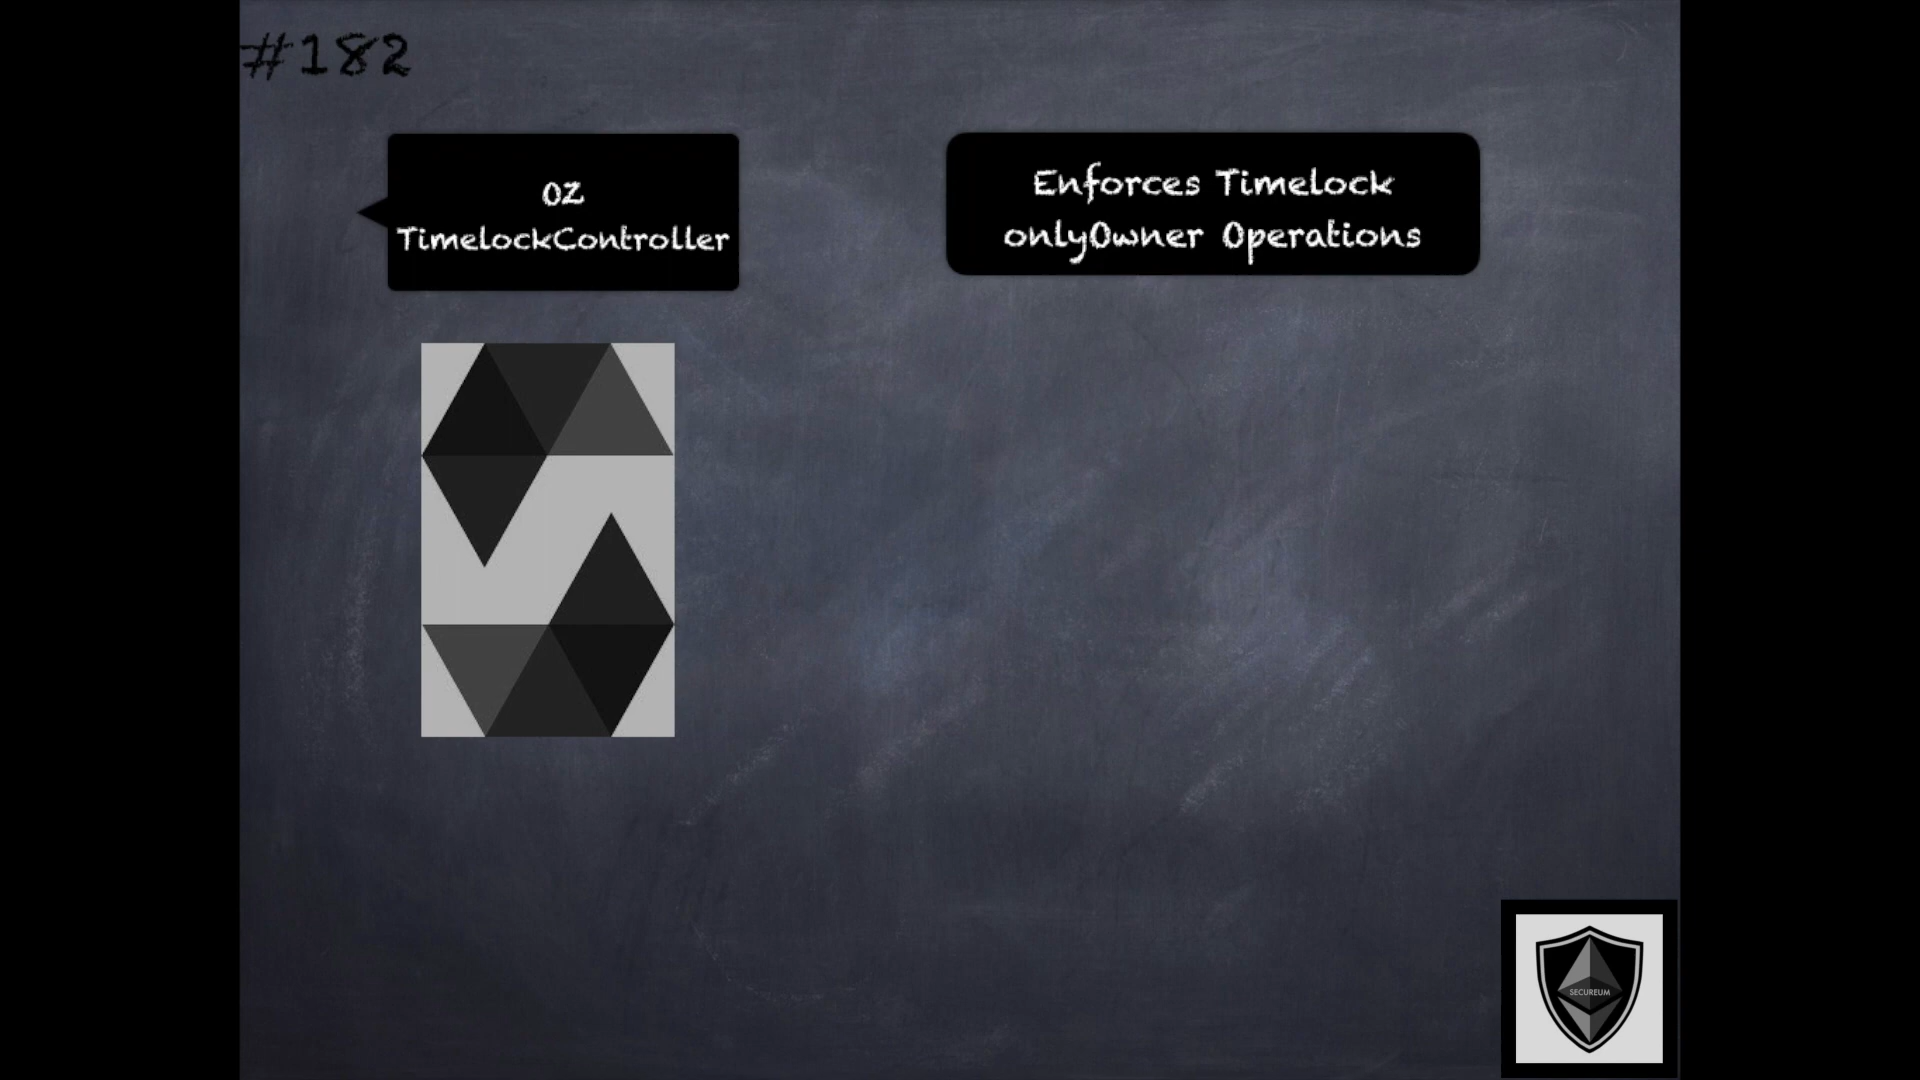 #182
OZ
TimelockController
Enforces Timelock
onlyOwner Operations
SECUREUM